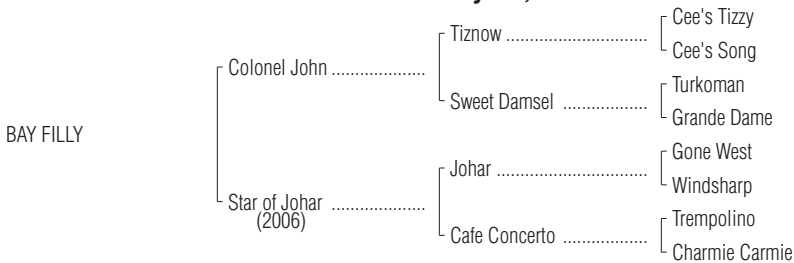 Cee's Tizzy
Tiznow ..............................
Cee's Song
Colonel John .....................
Turkoman
Sweet Damsel .................
Grande Dame
BAY FILLY
Gone West
Johar ................................
Windsharp
Star of Johar .....................
(2006)
Trempolino
Cafe Concerto .................
Charmie Carmie